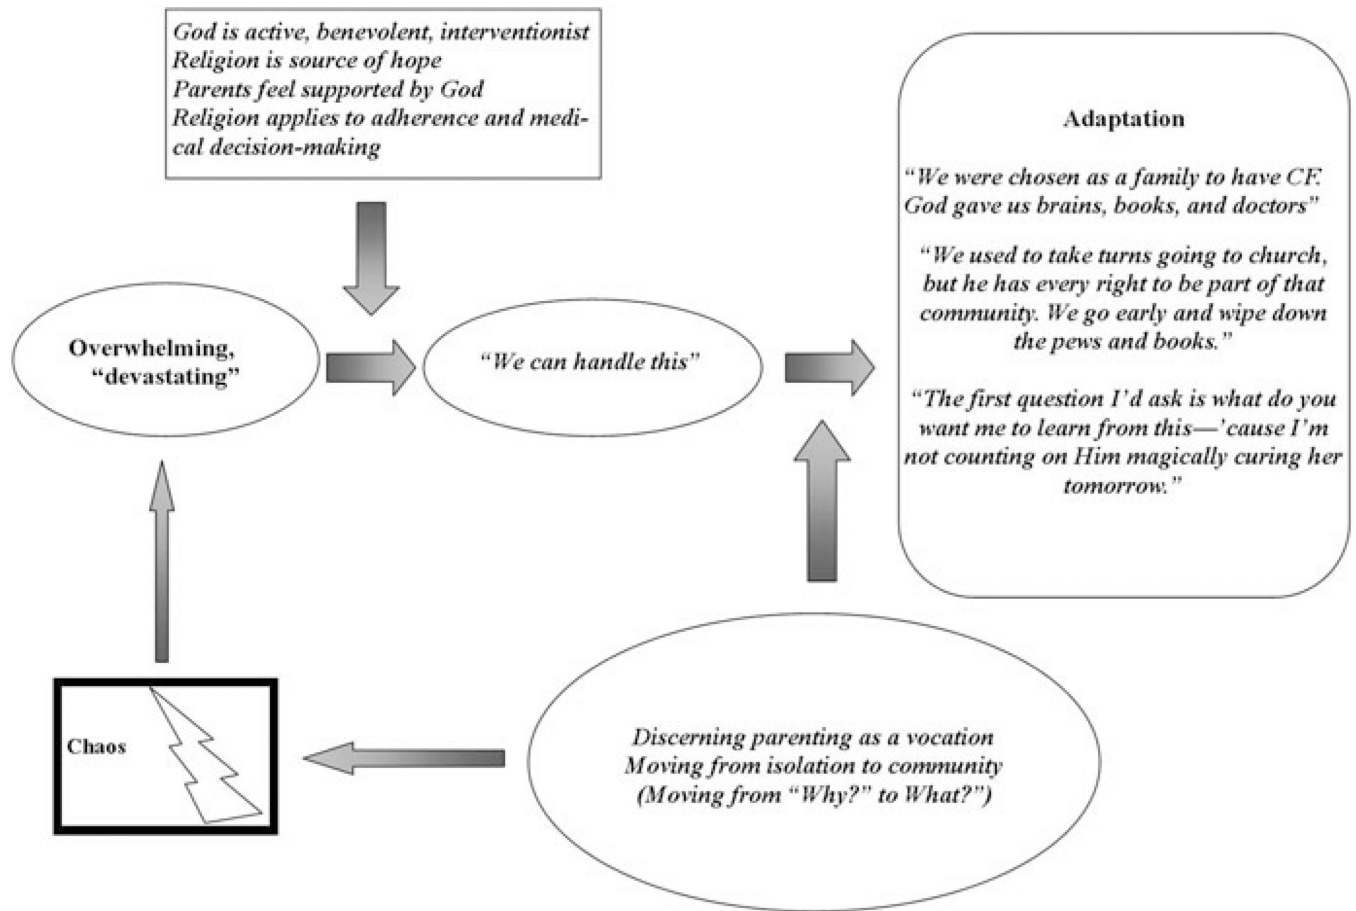 God is active, benevolent, interventionist
Religion is source of hope
Parents feel supported by God
Religion applies to adherence and medi-
cal decision-making
Adaptation
“We were chosen as a family to have CF.
God gave us brains, books, and doctors”
“We used to take turns going to church,
but he has every right to be part of that
community. We go early and wipe down
the pews and books.”
“The first question I’d ask is what do you
want me to learn from this—’cause I’m
not counting on Him magically curing her
tomorrow.”
Overwhelming,
“devastating”
“We can handle this”
Chaos
Discerning parenting as a vocation
Moving from isolation to community
(Moving from “Why?” to What?”)